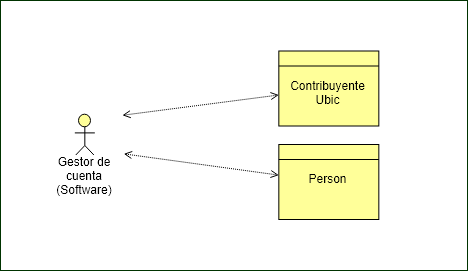 Contribuyente
Ubic
Gestor de
cuenta
(Software)
Person